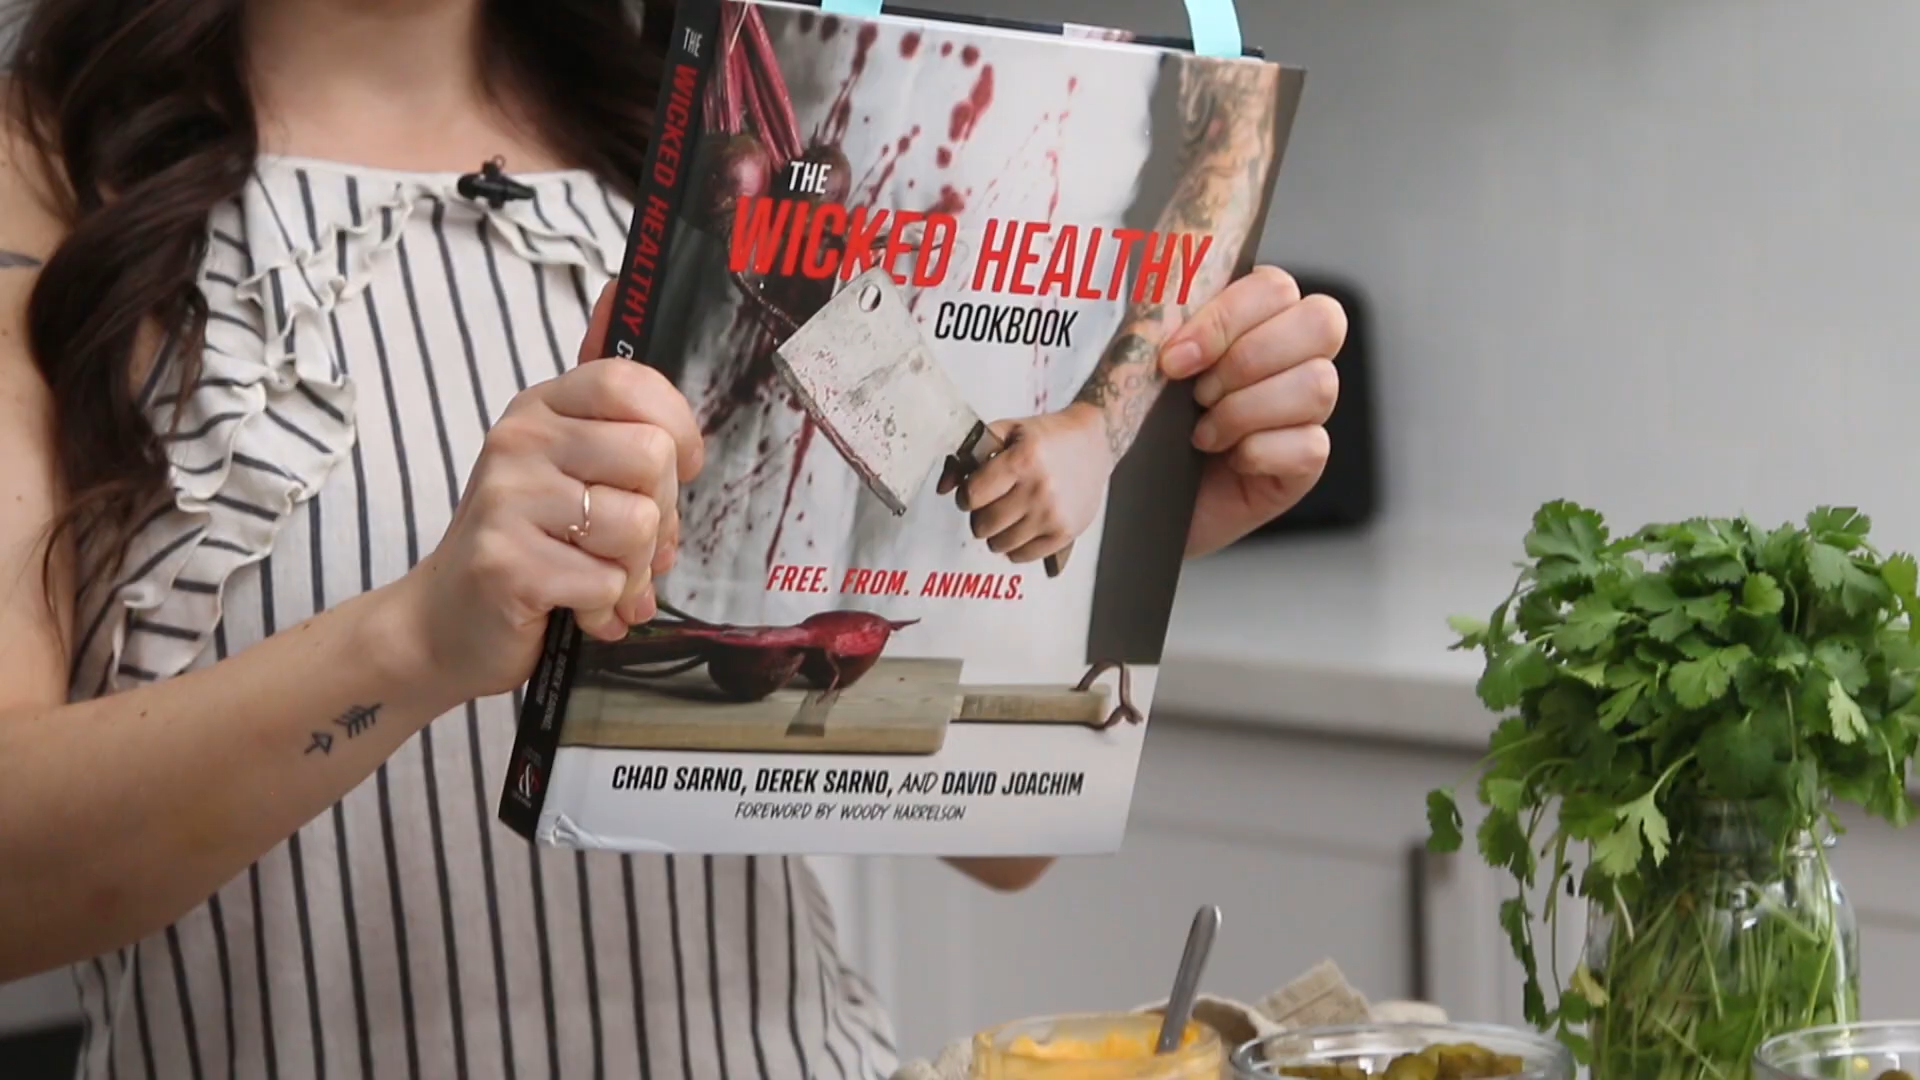 THE
WICKED HEALTHY
COOKBOOK
FREE. FROM. ANIMALS.
CHAD SARNO, DEREK SARNO, AND DAVID JOACHIM
FOREWORD BY WOODY HARRELSON
THE WICKED HEALTHY C